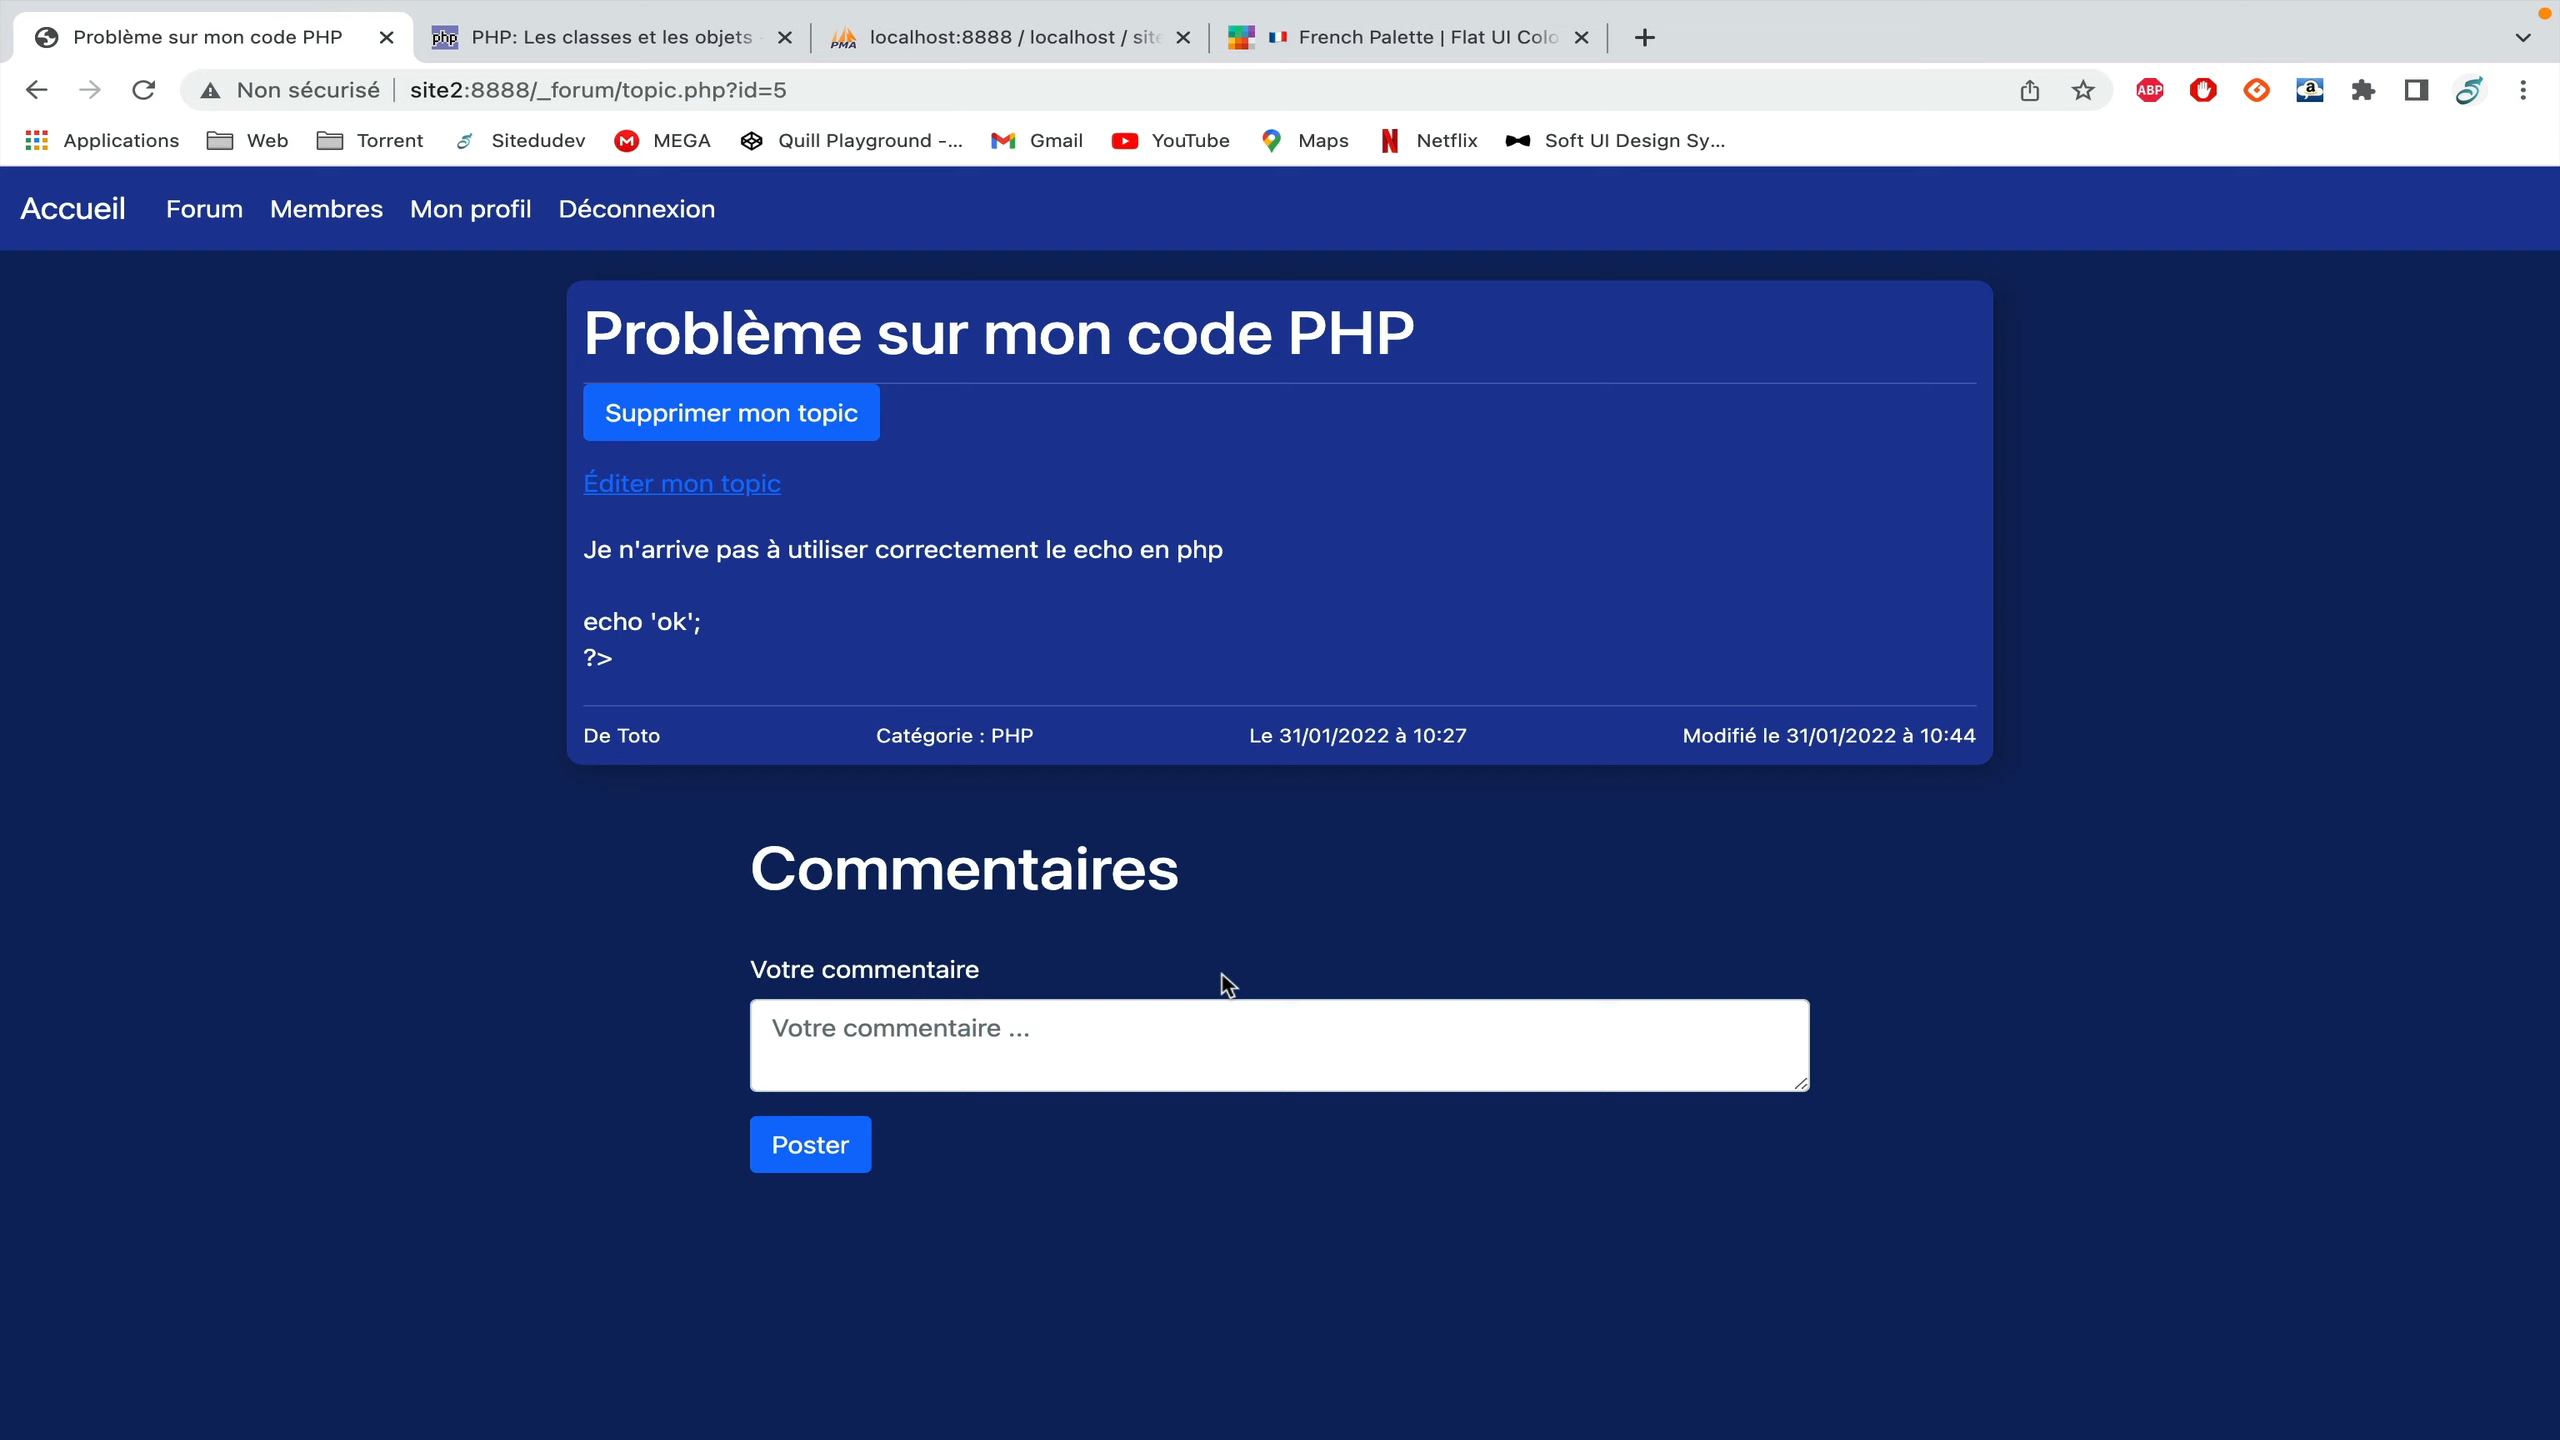 Problème sur mon code PHP
PHP: Les classes et les objets
localhost:8888 / localhost / site
French Palette | Flat UI Colo
Non sécurisé
site2:8888/_forum/topic.php?id=5
ABP
Applications
Web
Torrent
Sitedudev
MEGA
Quill Playground -...
Gmail
YouTube
Maps
Netflix
Soft UI Design Sy...
Accueil
Forum
Membres
Mon profil
Déconnexion
Problème sur mon code PHP
Supprimer mon topic
Éditer mon topic
Je n'arrive pas à utiliser correctement le echo en php
echo 'ok';
?>
De Toto
Catégorie : PHP
Le 31/01/2022 à 10:27
Modifié le 31/01/2022 à 10:44
Commentaires
Votre commentaire
Votre commentaire ...
Poster